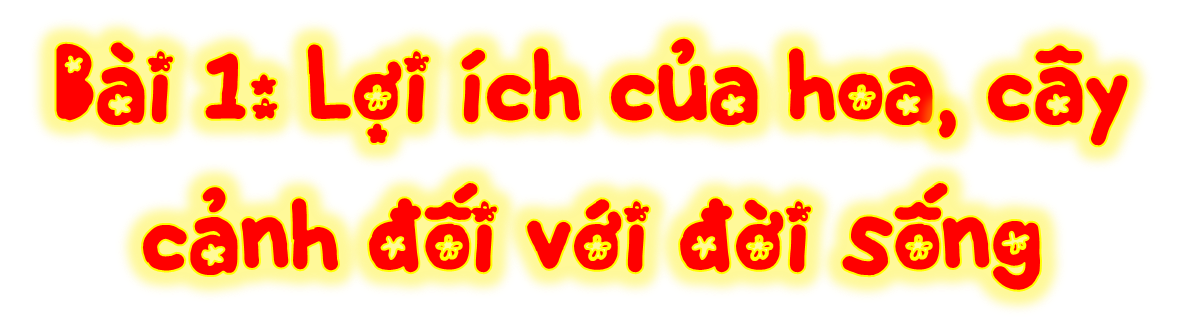 Bài 1: Lợi ích của hoa, cây
cảnh đối với đời sống